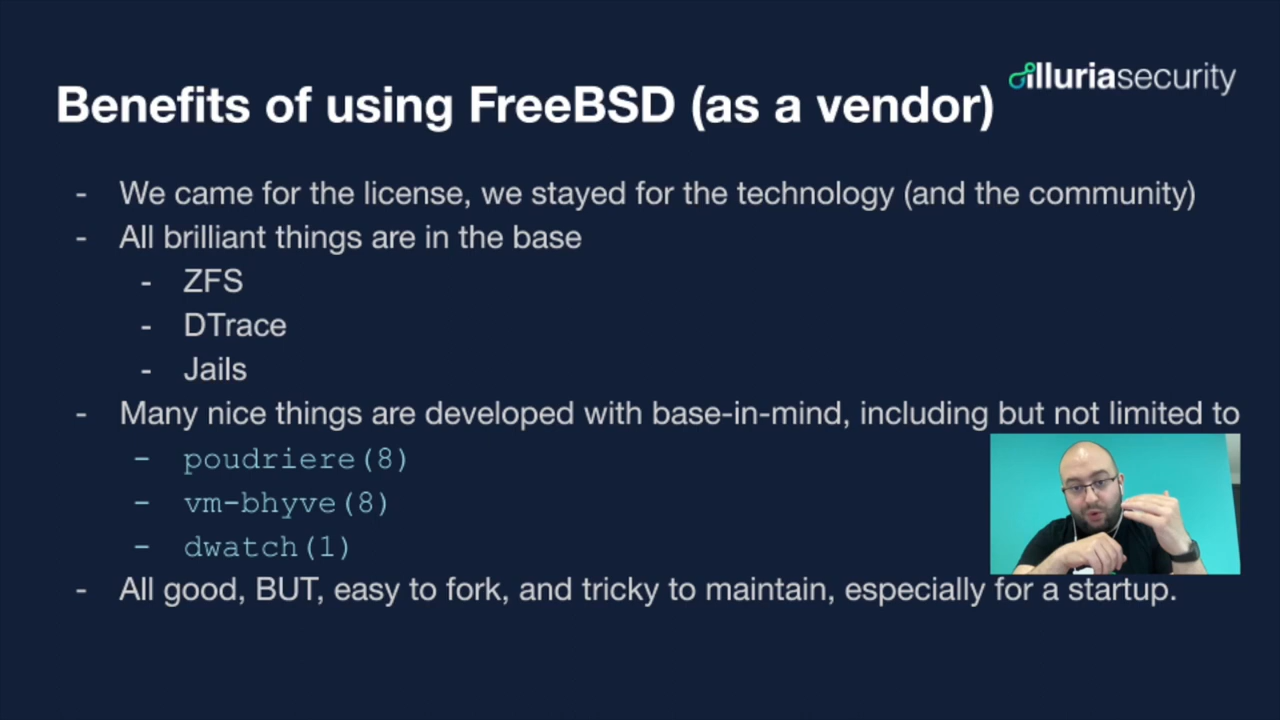 illuriasecurity
Benefits of using FreeBSD (as a vendor)
- We came for the license, we stayed for the technology (and the community)
- All brilliant things are in the base
- ZFS
- DTrace
- Jails
- Many nice things are developed with base-in-mind, including but not limited to
- poudriere(8)
- vm-bhyve(8)
- dwatch(1)
- All good, BUT, easy to fork, and tricky to maintain, especially for a startup.